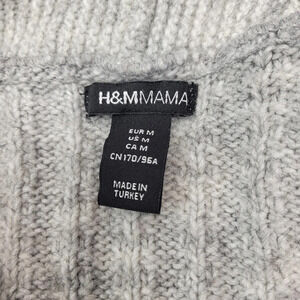 H&MMAMA
EUR M
US M
CA M
CN170/96A
MADE IN
TURKEY